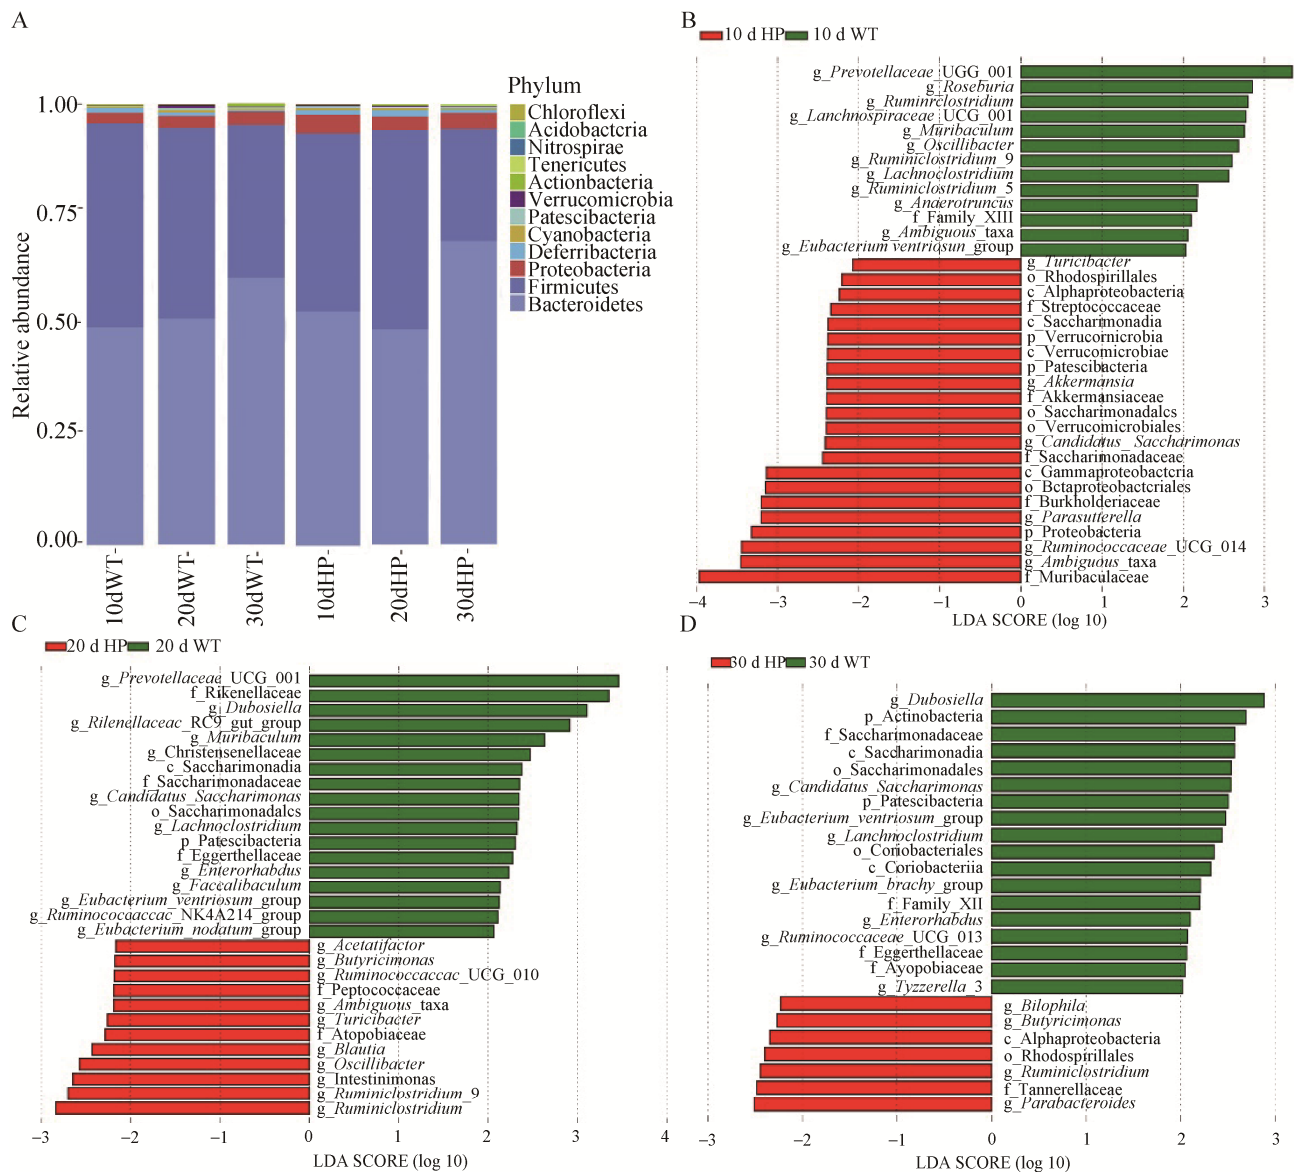 A
Phylum
Chloroflexi
Acidobacteria
Nitrospirae
Tenericutes
Actionbacteria
Verrucomicrobia
Patescibacteria
Cyanobacteria
Deferribacteria
Proteobacteria
Firmicutes
Bacteroidetes
Relative abundance
1.00
0.75
0.50
0.25
0.00
10dWT
20dWT
30dWT
10dHP
20dHP
30dHP
B
10 d HP 10 d WT
g_Prevotellaceae_UGG_001
g_Roseburia
g_Ruminrclostridium
g_Lanchnospiraceae_UCG_001
g_Muribaculum
g_Oscillibacter
g_Ruminiclostridium_9
g_Lachnoclostridium
g_Ruminiclostridium_5
g_Anaerotruncus
f_Family_XIII
g_Ambiguous_taxa
g_Eubacterium ventriosun_group
g_Turicibacter
o_Rhodospirillales
c_Alphaproteobacteria
f_Streptococcaceae
c_Saccharimonadia
p_Verrucornicrobia
c_Verrucomicrobiae
p_Patescibacteria
g_Akkermansia
f_Akkermansiaceae
o_Saccharimonadalcs
o_Verrucomicrobiales
g_Candidatus_ Saccharimonas
f_Saccharimonadaceae
c_Gammaproteobactcria
o_Bctaproteobactcriales
f_Burkholderiaceae
g_Parasutterella
p_Proteobacteria
g_Ruminococcaceae_UCG_014
g_Ambiguous_taxa
f_Muribaculaceae
−4 −3 −2 −1 0 1 2 3
LDA SCORE (log 10)
C
20 d HP 20 d WT
g_Prevotellaceae_UCG_001
f_Rikenellaceae
g_Dubosiella
g_Rilenellaceac_RC9_gut_group
g_Muribaculum
g_Christensenellaceae
c_Saccharimonadia
f_Saccharimonadaceae
g_Candidatus_Saccharimonas
o_Saccharimonadalcs
g_Lachnoclostridium
p_Patescibacteria
f_Eggerthellaceae
g_Enterorhabdus
g_Faccalibaculum
g_Eubacterium_ventriosum_group
g_Ruminococaccac_NK4A214_group
g_Eubacterium_nodatum_group
g_Acetatifactor
g_Butyricimonas
g_Ruminococcaccac_UCG_010
f_Peptococcaceae
g_Ambiguous_taxa
g_Turicibacter
f_Atopobiaceae
g_Blautia
g_Oscillibacter
g_Intestinimonas
g_Ruminiclostridium_9
g_Ruminiclostridium
−3 −2 −1 0 1 2 3 4
LDA SCORE (log 10)
D
30 d HP 30 d WT
g_Dubosiella
p_Actinobacteria
f_Saccharimonadaceae
c_Saccharimonadia
o_Saccharimonadales
g_Candidatus_Saccharimonas
p_Patescibacteria
g_Eubacterium_ventriosum_group
g_Lanchnoclostridium
o_Coriobacteriales
c_Coriobacteriia
g_Eubacterium_brachy_group
f_Family_XII
g_Enterorhabdus
g_Ruminococcaceae_UCG_013
f_Eggerthellaceae
f_Ayopobiaceae
g_Tyzzerella_3
g_Bilophila
g_Butyricimonas
c_Alphaproteobacteria
o_Rhodospirillales
g_Ruminiclostridium
f_Tannerellaceae
g_Parabacteroides
−3 −2 −1 0 1 2 3
LDA SCORE (log 10)